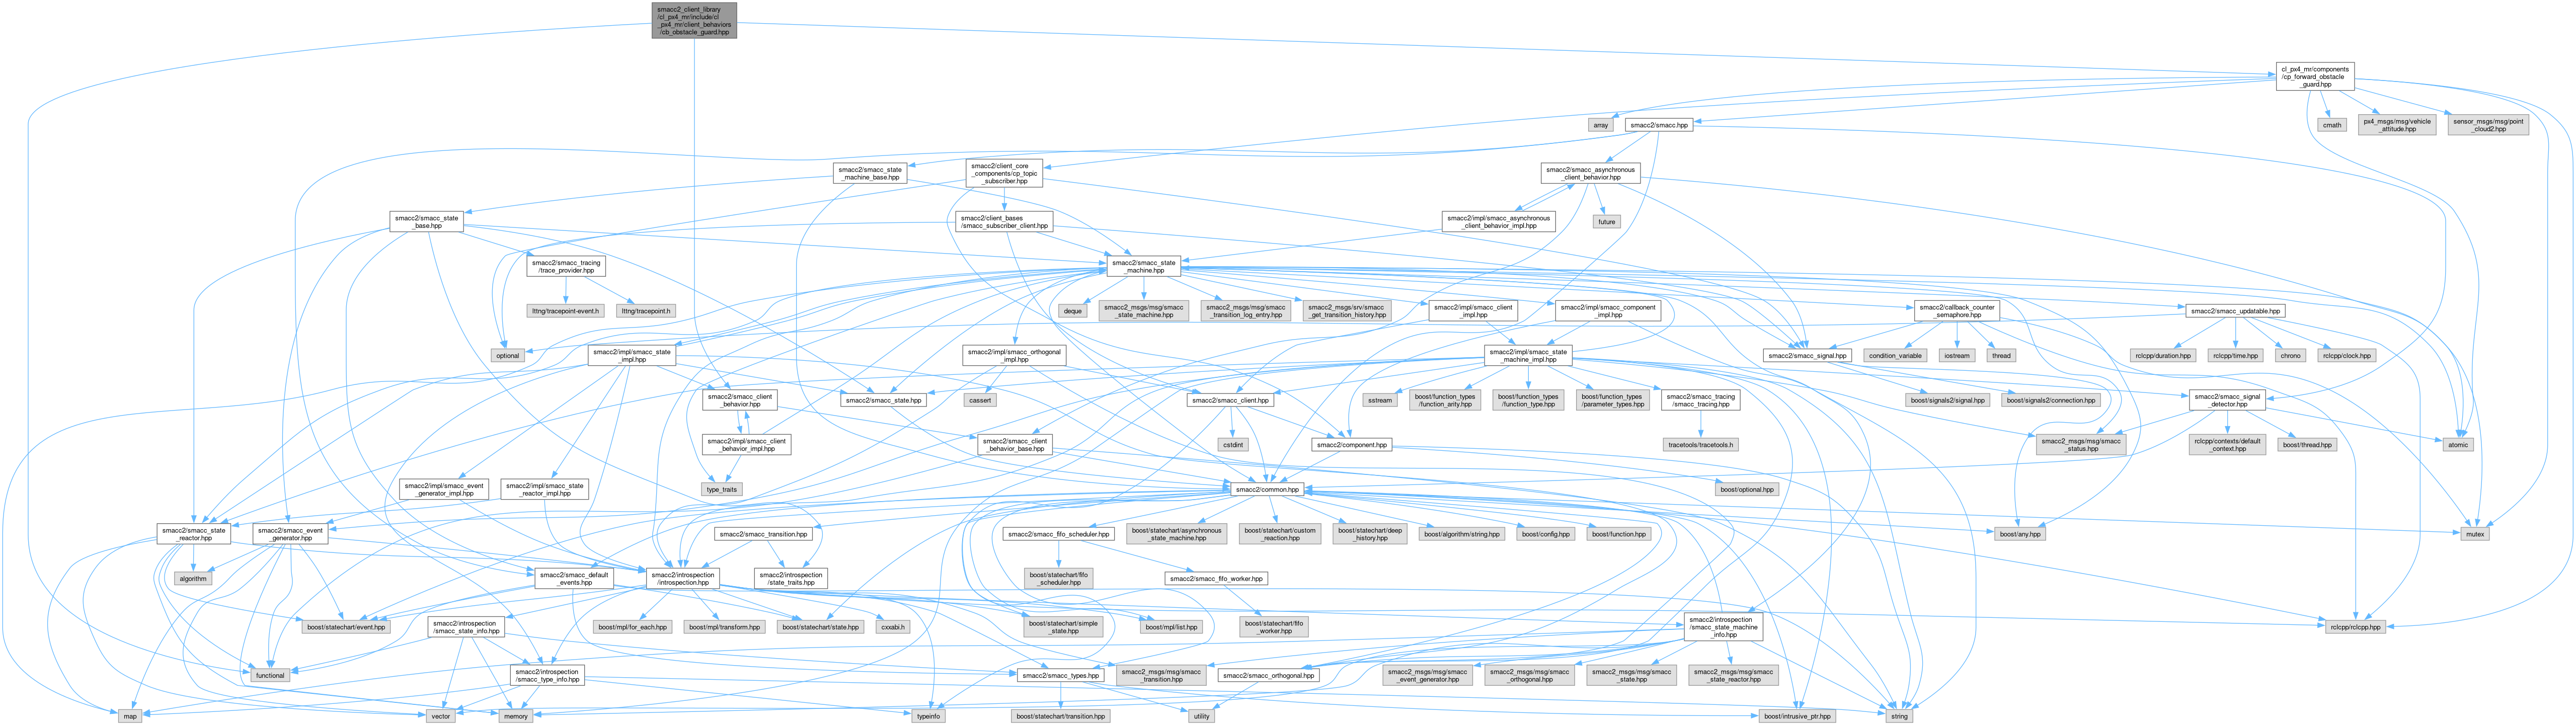 smacc2_client_library
/cl_px4_mr/include/cl
_px4_mr/client_behaviors
/cb_obstacle_guard.hpp
cl_px4_mr/components
/cp_forward_obstacle
_guard.hpp
array
smacc2/smacc.hpp
cmath
px4_msgs/msg/vehicle
_attitude.hpp
sensor_msgs/msg/point
_cloud2.hpp
smacc2/smacc_state
_machine_base.hpp
smacc2/client_core
_components/cp_topic
_subscriber.hpp
smacc2/smacc_asynchronous
_client_behavior.hpp
smacc2/smacc_state
_base.hpp
smacc2/client_bases
/smacc_subscriber_client.hpp
smacc2/impl/smacc_asynchronous
_client_behavior_impl.hpp
future
smacc2/smacc_tracing
/trace_provider.hpp
smacc2/smacc_state
_machine.hpp
lttng/tracepoint-event.h
lttng/tracepoint.h
deque
smacc2_msgs/msg/smacc
_state_machine.hpp
smacc2_msgs/msg/smacc
_transition_log_entry.hpp
smacc2_msgs/srv/smacc
_get_transition_history.hpp
smacc2/impl/smacc_client
_impl.hpp
smacc2/impl/smacc_component
_impl.hpp
smacc2/callback_counter
_semaphore.hpp
smacc2/smacc_updatable.hpp
optional
smacc2/impl/smacc_state
_impl.hpp
smacc2/impl/smacc_orthogonal
_impl.hpp
smacc2/impl/smacc_state
_machine_impl.hpp
smacc2/smacc_signal.hpp
condition_variable
iostream
thread
rclcpp/duration.hpp
rclcpp/time.hpp
chrono
rclcpp/clock.hpp
smacc2/smacc_client
_behavior.hpp
smacc2/smacc_state.hpp
cassert
smacc2/smacc_client.hpp
sstream
boost/function_types
/function_arity.hpp
boost/function_types
/function_type.hpp
boost/function_types
/parameter_types.hpp
smacc2/smacc_tracing
/smacc_tracing.hpp
boost/signals2/signal.hpp
boost/signals2/connection.hpp
smacc2/smacc_signal
_detector.hpp
smacc2/impl/smacc_client
_behavior_impl.hpp
smacc2/smacc_client
_behavior_base.hpp
cstdint
smacc2/component.hpp
tracetools/tracetools.h
smacc2_msgs/msg/smacc
_status.hpp
rclcpp/contexts/default
_context.hpp
boost/thread.hpp
atomic
smacc2/impl/smacc_event
_generator_impl.hpp
smacc2/impl/smacc_state
_reactor_impl.hpp
type_traits
smacc2/common.hpp
boost/optional.hpp
smacc2/smacc_state
_reactor.hpp
smacc2/smacc_event
_generator.hpp
smacc2/smacc_transition.hpp
smacc2/smacc_fifo_scheduler.hpp
boost/statechart/asynchronous
_state_machine.hpp
boost/statechart/custom
_reaction.hpp
boost/statechart/deep
_history.hpp
boost/algorithm/string.hpp
boost/config.hpp
boost/function.hpp
boost/any.hpp
mutex
algorithm
smacc2/smacc_default
_events.hpp
smacc2/introspection
/introspection.hpp
smacc2/introspection
/state_traits.hpp
boost/statechart/fifo
_scheduler.hpp
smacc2/smacc_fifo_worker.hpp
boost/statechart/event.hpp
smacc2/introspection
/smacc_state_info.hpp
boost/mpl/for_each.hpp
boost/mpl/transform.hpp
boost/statechart/state.hpp
cxxabi.h
boost/statechart/simple
_state.hpp
boost/mpl/list.hpp
boost/statechart/fifo
_worker.hpp
smacc2/introspection
/smacc_state_machine
_info.hpp
rclcpp/rclcpp.hpp
functional
smacc2/introspection
/smacc_type_info.hpp
smacc2/smacc_types.hpp
smacc2_msgs/msg/smacc
_transition.hpp
smacc2/smacc_orthogonal.hpp
smacc2_msgs/msg/smacc
_event_generator.hpp
smacc2_msgs/msg/smacc
_orthogonal.hpp
smacc2_msgs/msg/smacc
_state.hpp
smacc2_msgs/msg/smacc
_state_reactor.hpp
map
vector
memory
typeinfo
boost/statechart/transition.hpp
utility
boost/intrusive_ptr.hpp
string